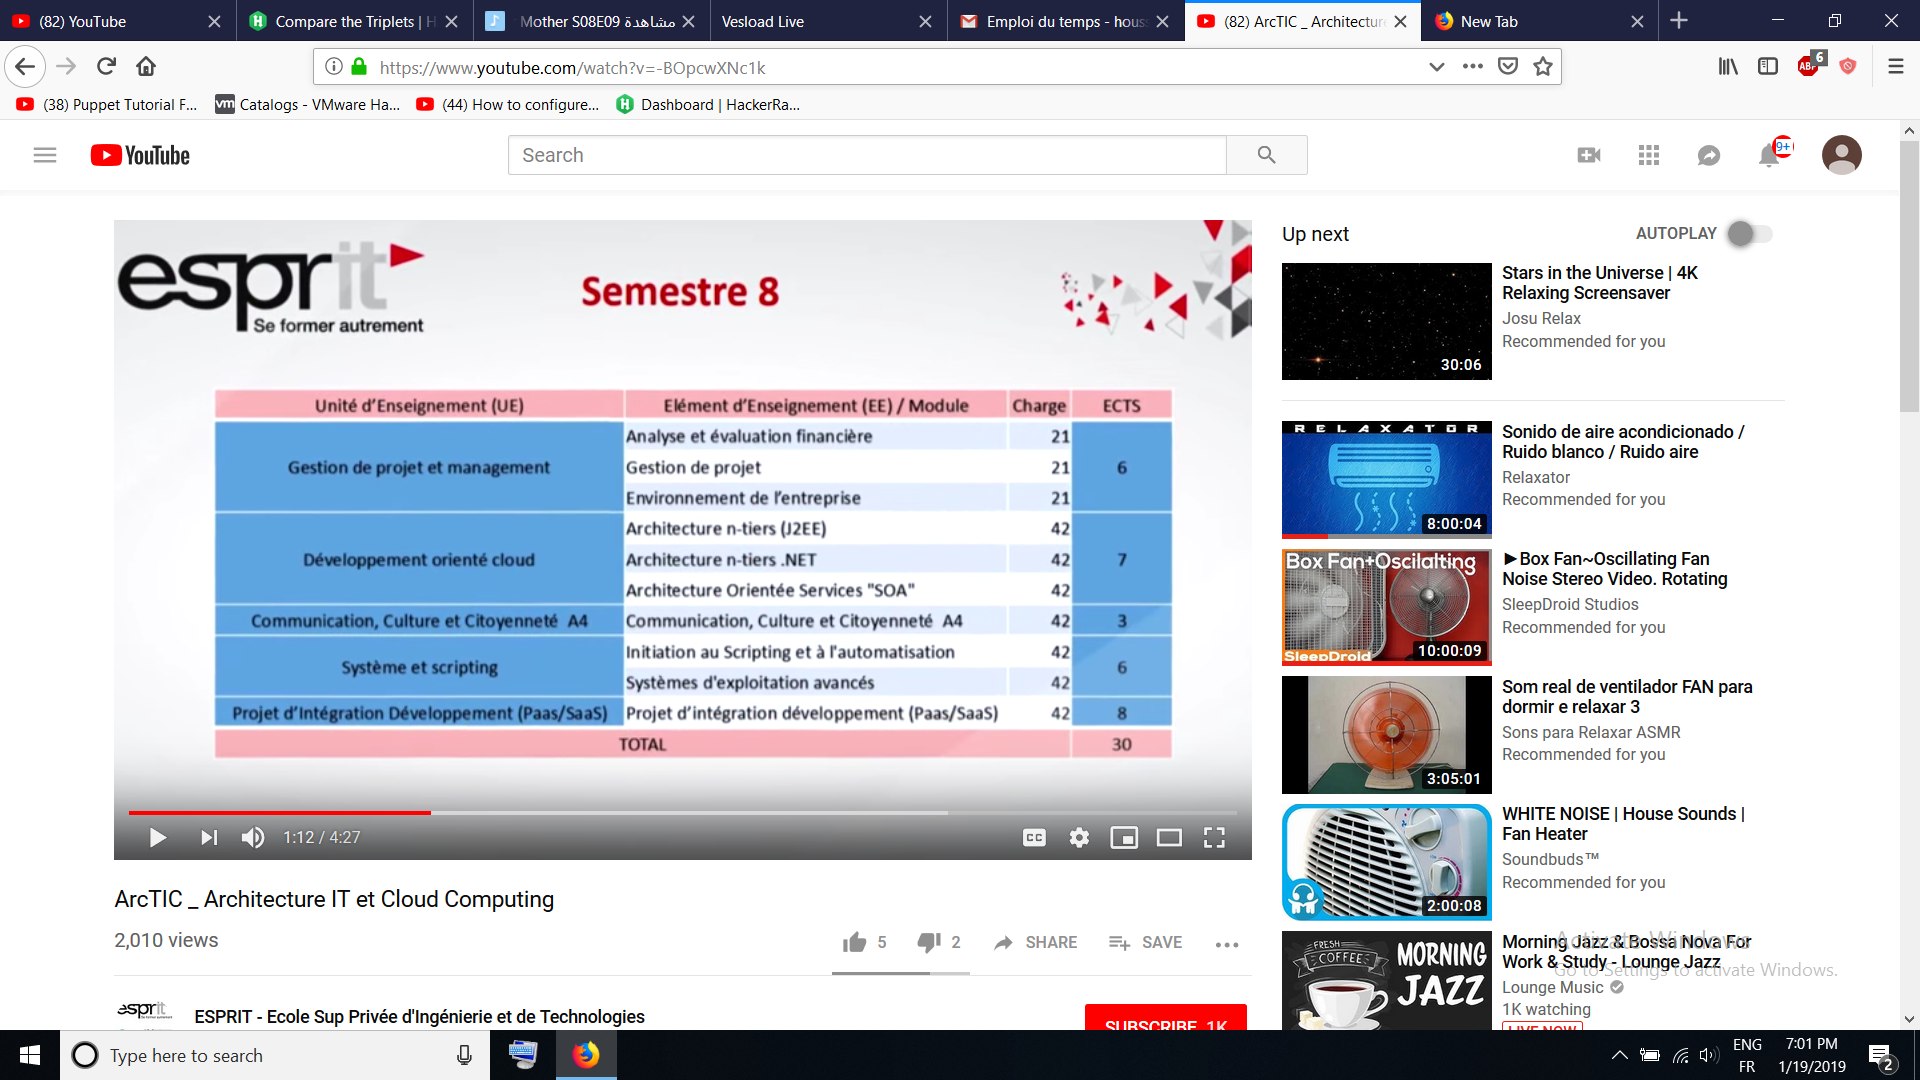 (82) YouTube
Compare the Triplets | H
مشاهدة Mother S08E09
Vesload Live
Emploi du temps - hous
(82) ArcTIC _ Architecture
New Tab
https://www.youtube.com/watch?v=-BOpcwXNc1k
ABP
6
(38) Puppet Tutorial F...
vm
Catalogs - VMware Ha...
(44) How to configure...
Dashboard | HackerRa...
YouTube
Search
9+
esprit
Se former autrement
Semestre 8
Unité d'Enseignement (UE) Elément d'Enseignement (EE) / Module Charge ECTS
Gestion de projet et management
Analyse et évaluation financière 21
Gestion de projet 21
Environnement de l'entreprise 21
6
Développement orienté cloud
Architecture n-tiers (J2EE) 42
Architecture n-tiers .NET 42
Architecture Orientée Services "SOA" 42
7
Communication, Culture et Citoyenneté A4 Communication, Culture et Citoyenneté A4 42 3
Système et scripting
Initiation au Scripting et à l'automatisation 42
Systèmes d'exploitation avancés 42
6
Projet d'Intégration Développement (Paas/SaaS) Projet d'intégration développement (Paas/SaaS) 42 8
TOTAL 30
1:12 / 4:27
CC
ArcTIC _ Architecture IT et Cloud Computing
2,010 views
5
2
SHARE
SAVE
esprit
ESPRIT - Ecole Sup Privée d'Ingénierie et de Technologies
SUBSCRIBE 1K
Up next
AUTOPLAY
30:06
Stars in the Universe | 4K
Relaxing Screensaver
Josu Relax
Recommended for you
RELAXATOR
8:00:04
Sonido de aire acondicionado /
Ruido blanco / Ruido aire
Relaxator
Recommended for you
Box Fan+Oscilalting
SleepDroid
10:00:09
►Box Fan~Oscillating Fan
Noise Stereo Video. Rotating
SleepDroid Studios
Recommended for you
3:05:01
Som real de ventilador FAN para
dormir e relaxar 3
Sons para Relaxar ASMR
Recommended for you
2:00:08
WHITE NOISE | House Sounds |
Fan Heater
Soundbuds™
Recommended for you
FRESH
COFFEE
MORNING
JAZZ
Morning Jazz & Bossa Nova For
Work & Study - Lounge Jazz
Lounge Music
1K watching
LIVE NOW
Activate Windows
Go to Settings to activate Windows.
Type here to search
ENG
FR
7:01 PM
1/19/2019
2